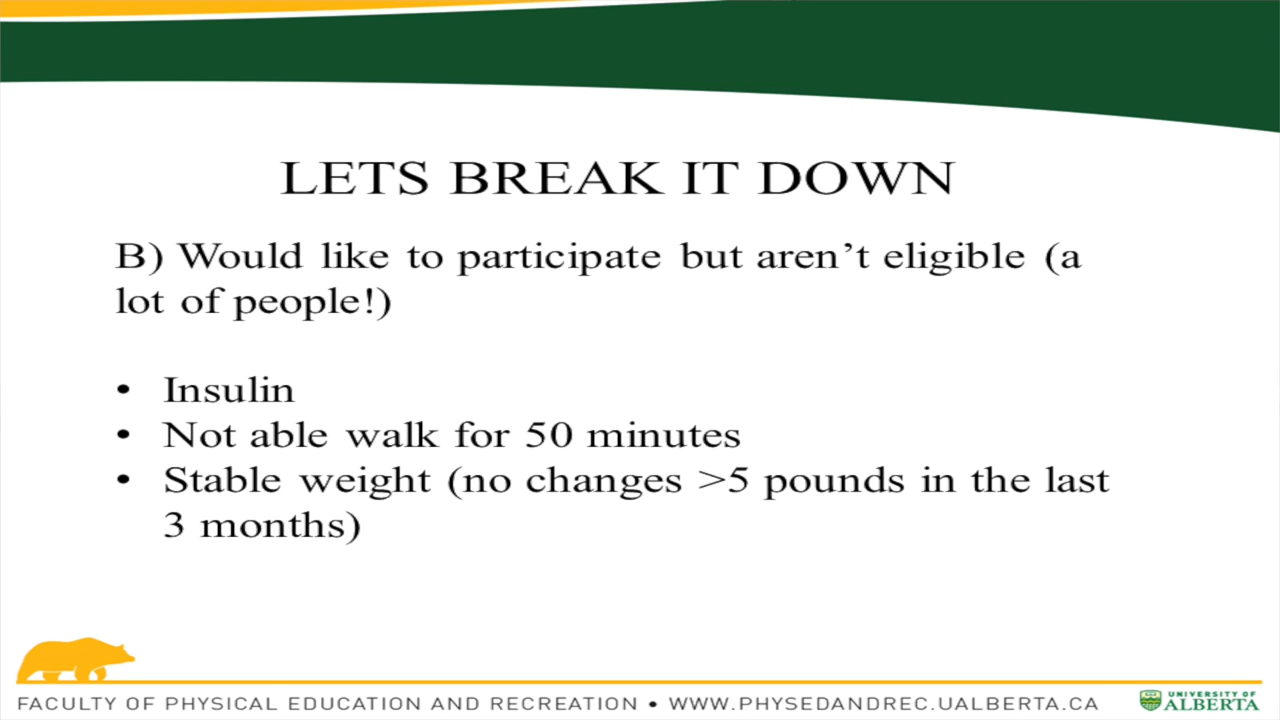 LETS BREAK IT DOWN
B) Would like to participate but aren’t eligible (a
lot of people!)
• Insulin
• Not able walk for 50 minutes
• Stable weight (no changes >5 pounds in the last
3 months)
FACULTY OF PHYSICAL EDUCATION AND RECREATION • WWW.PHYSEDANDREC.UALBERTA.CA
UNIVERSITY OF
ALBERTA